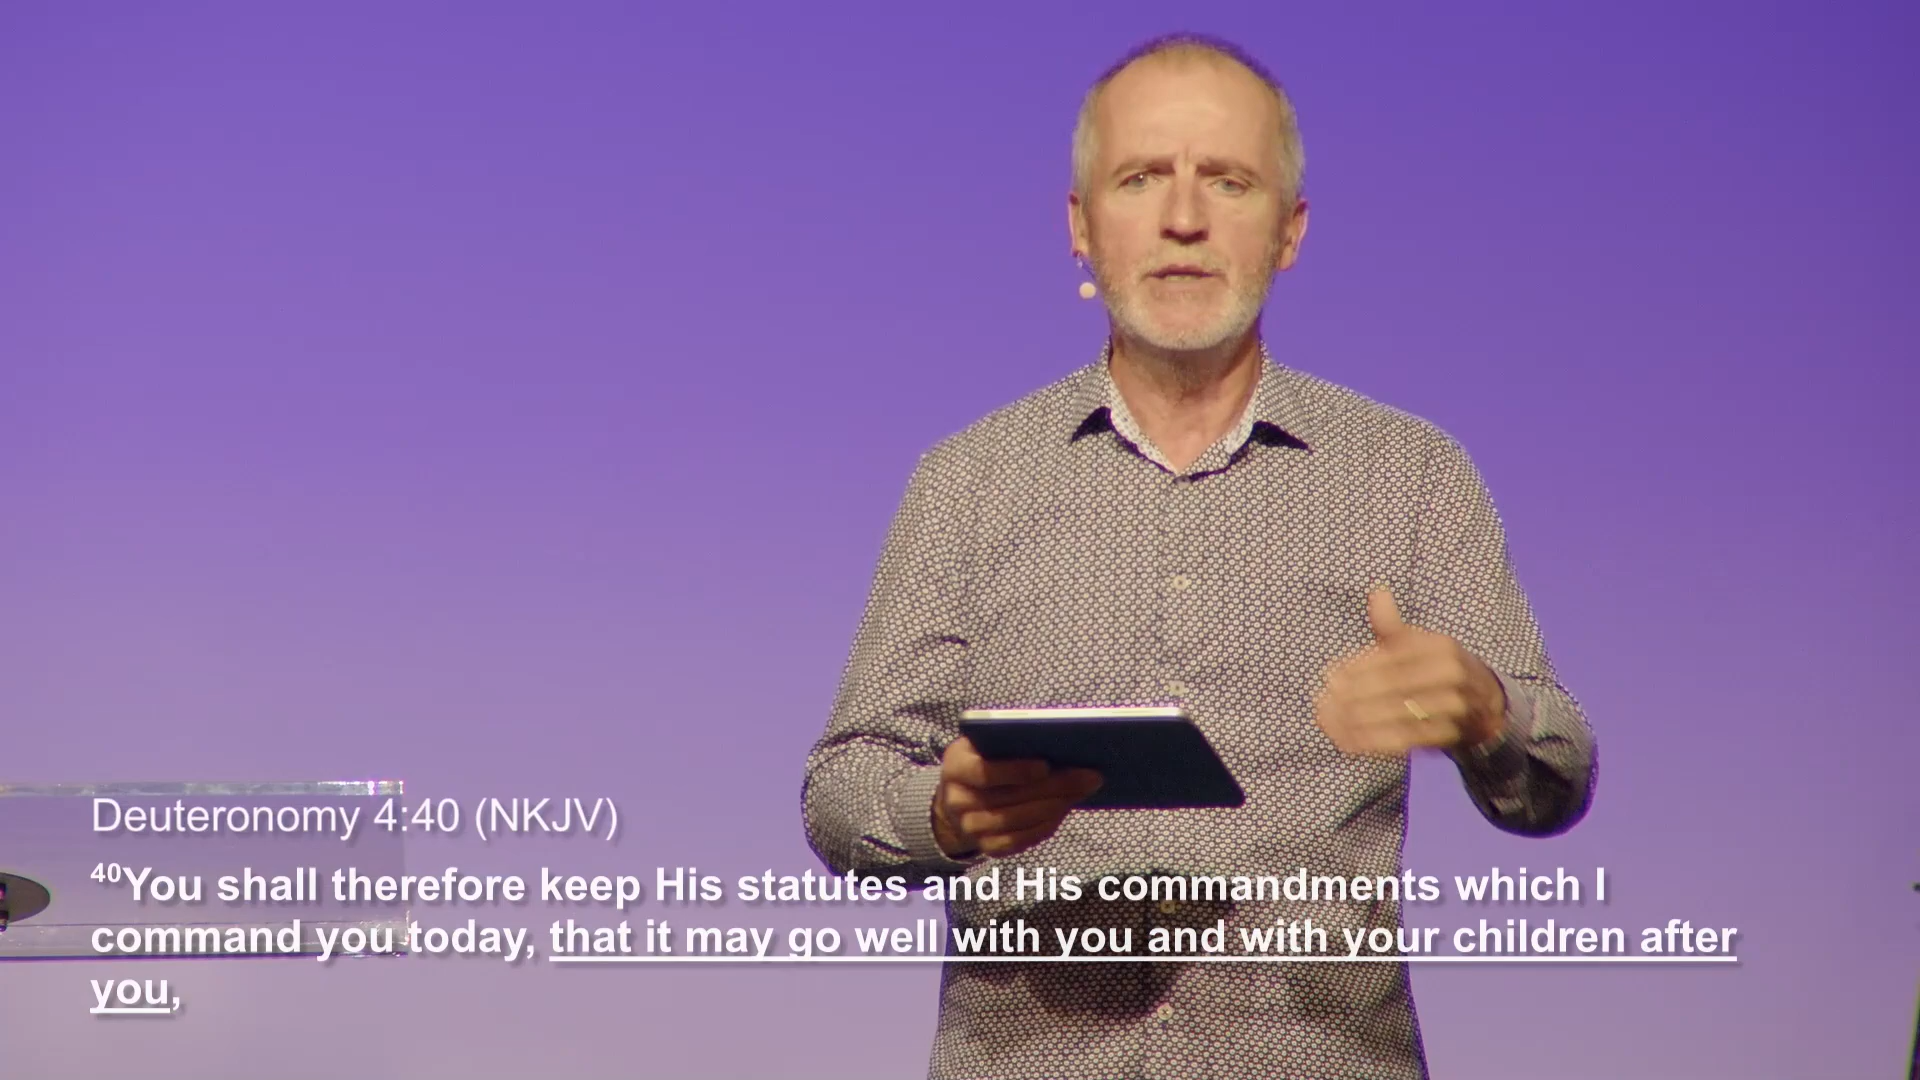 Deuteronomy 4:40 (NKJV)
⁴⁰You shall therefore keep His statutes and His commandments which I
command you today, that it may go well with you and with your children after
you,